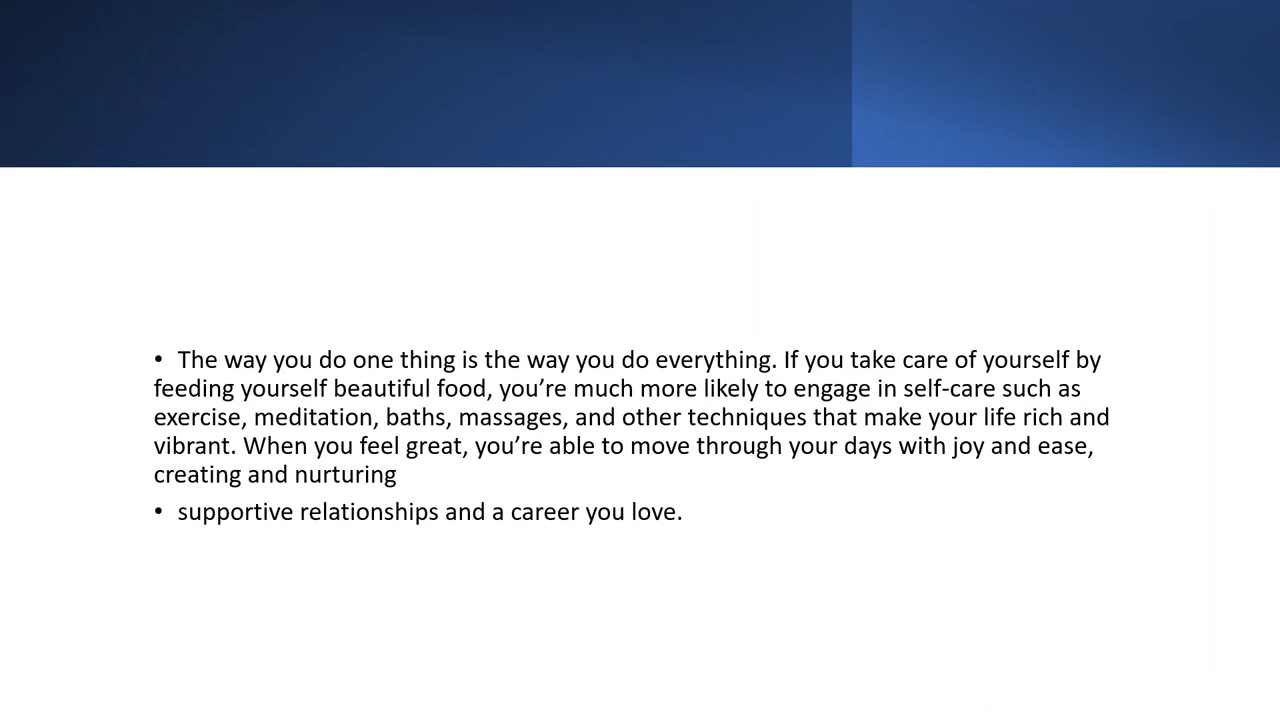 • The way you do one thing is the way you do everything. If you take care of yourself by
feeding yourself beautiful food, you’re much more likely to engage in self-care such as
exercise, meditation, baths, massages, and other techniques that make your life rich and
vibrant. When you feel great, you’re able to move through your days with joy and ease,
creating and nurturing
• supportive relationships and a career you love.